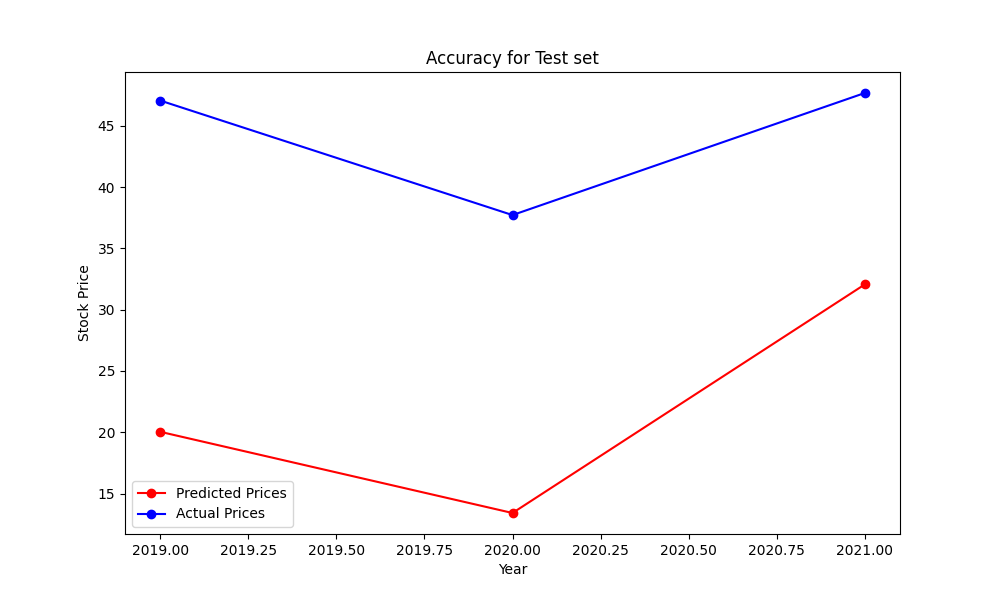 Accuracy for Test set
Stock Price
45
40
35
30
25
20
15
Predicted Prices
Actual Prices
2019.00 2019.25 2019.50 2019.75 2020.00 2020.25 2020.50 2020.75 2021.00
Year